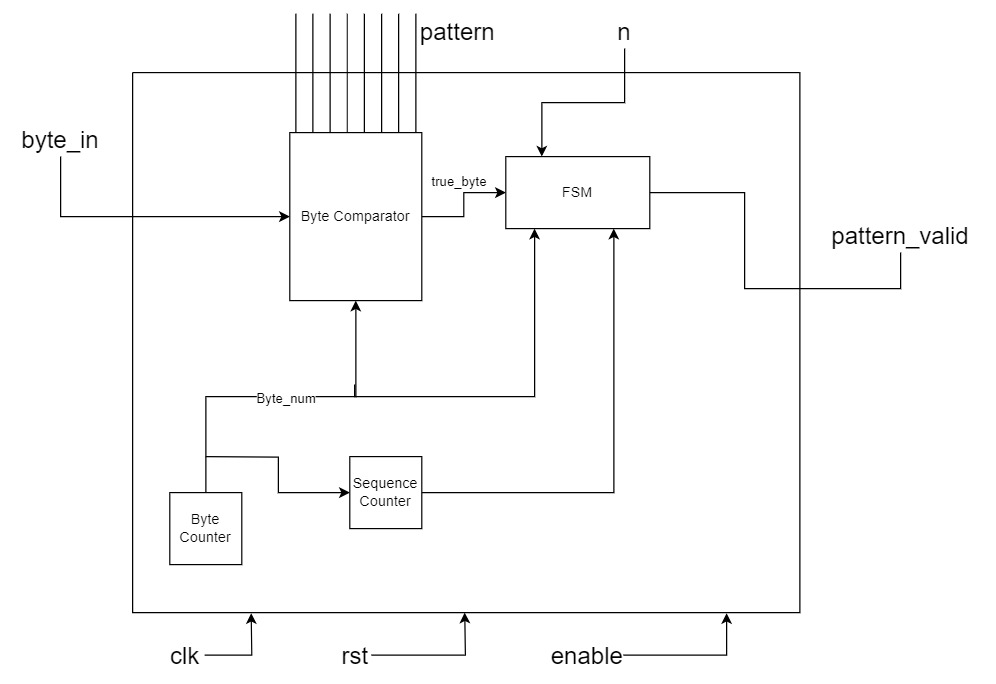 pattern
n
byte_in
true_byte
FSM
Byte Comparator
pattern_valid
Byte_num
Sequence
Counter
Byte
Counter
clk
rst
enable